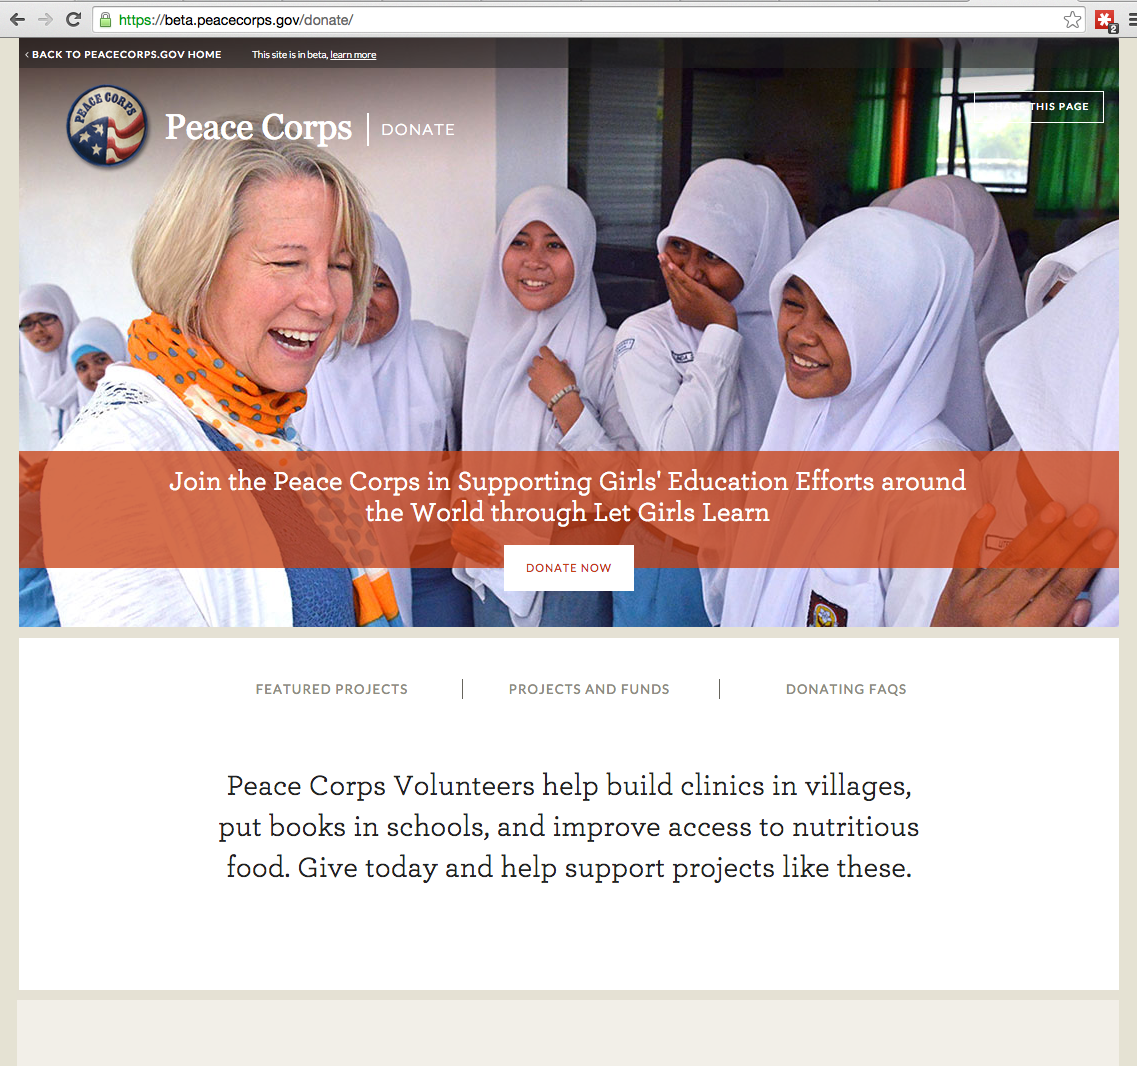 https://beta.peacecorps.gov/donate/
2
‹ BACK TO PEACECORPS.GOV HOME
This site is in beta, learn more
PEACE CORPS
Peace Corps | DONATE
THIS PAGE
Join the Peace Corps in Supporting Girls' Education Efforts around
the World through Let Girls Learn
DONATE NOW
FEATURED PROJECTS
PROJECTS AND FUNDS
DONATING FAQS
Peace Corps Volunteers help build clinics in villages,
put books in schools, and improve access to nutritious
food. Give today and help support projects like these.